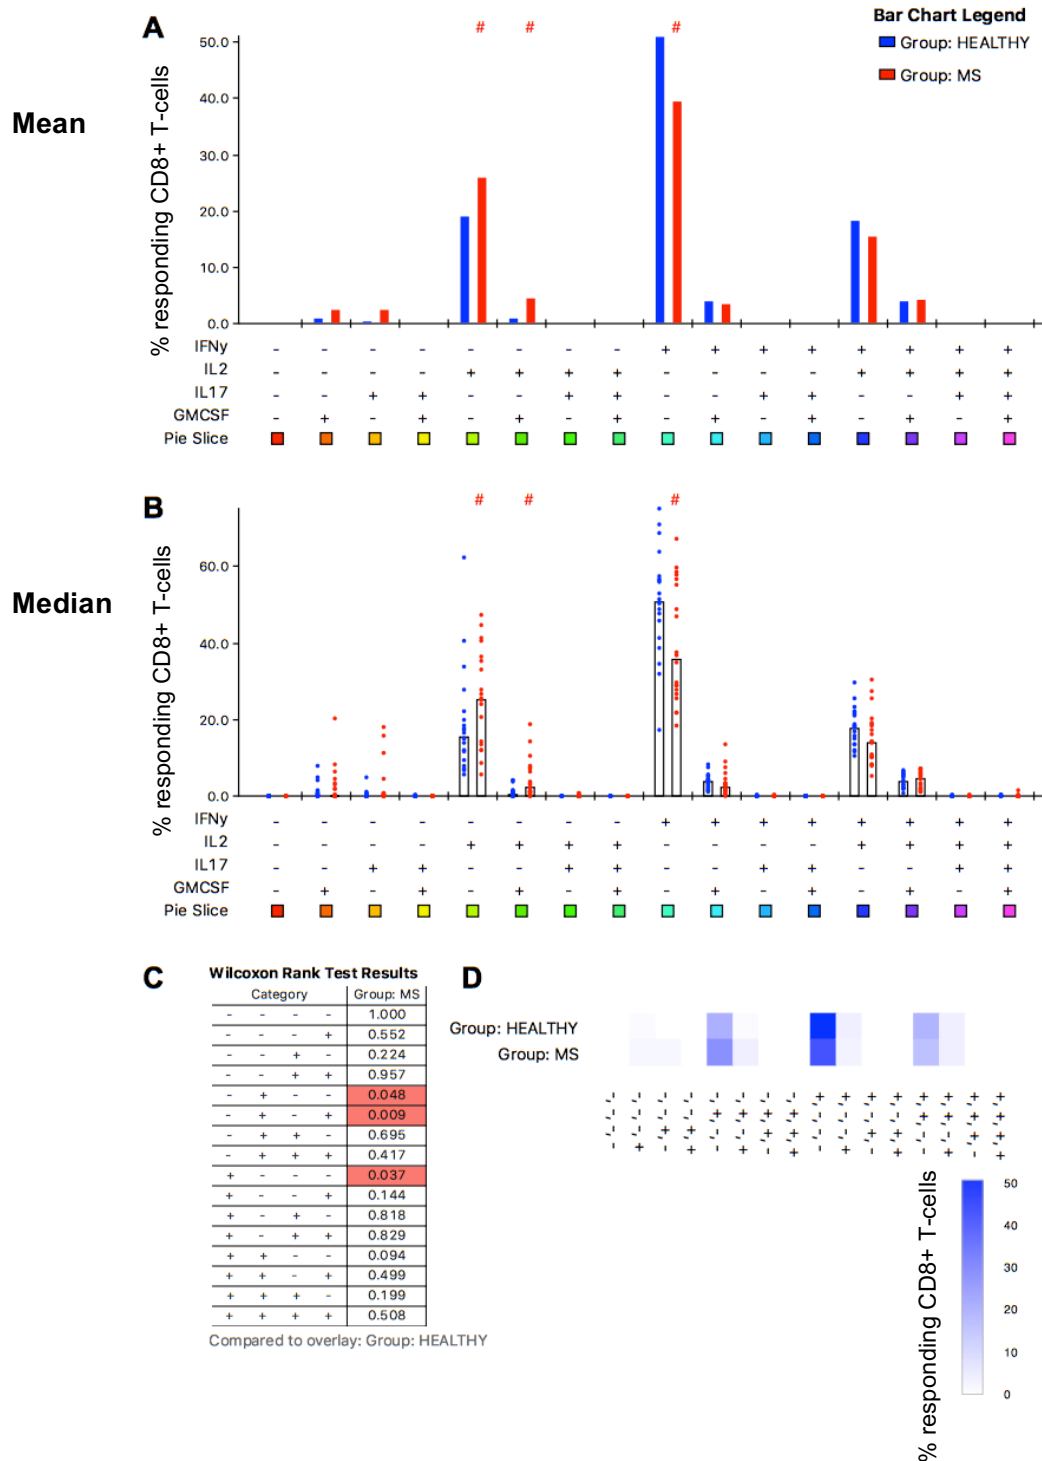 A
Bar Chart Legend
Group: HEALTHY
Group: MS
Mean
% responding CD8+ T-cells
# # #
50.0
40.0
30.0
20.0
10.0
0.0
IFNy - - - - - - - - + + + + + + + +
IL2 - - - - + + + + - - - - + + + +
IL17 - - + + - - + + - - + + - - + +
GMCSF - + - + - + - + - + - + - + - +
Pie Slice
B
Median
% responding CD8+ T-cells
# # #
60.0
40.0
20.0
0.0
IFNy - - - - - - - - + + + + + + + +
IL2 - - - - + + + + - - - - + + + +
IL17 - - + + - - + + - - + + - - + +
GMCSF - + - + - + - + - + - + - + - +
Pie Slice
C
Wilcoxon Rank Test Results
Category Group: MS
- - - - 1.000
- - - + 0.552
- - + - 0.224
- - + + 0.957
- + - - 0.048
- + - + 0.009
- + + - 0.695
- + + + 0.417
+ - - - 0.037
+ - - + 0.144
+ - + - 0.818
+ - + + 0.829
+ + - - 0.094
+ + - + 0.499
+ + + - 0.199
+ + + + 0.508
Compared to overlay: Group: HEALTHY
D
Group: HEALTHY
Group: MS
-,-,-,-
-,-,-,+
-,-,+,-
-,-,+,+
-,+,-,-
-,+,-,+
-,+,+,-
-,+,+,+
+,-,-,-
+,-,-,+
+,-,+,-
+,-,+,+
+,+,-,-
+,+,-,+
+,+,+,-
+,+,+,+
% responding CD8+ T-cells
50
40
30
20
10
0